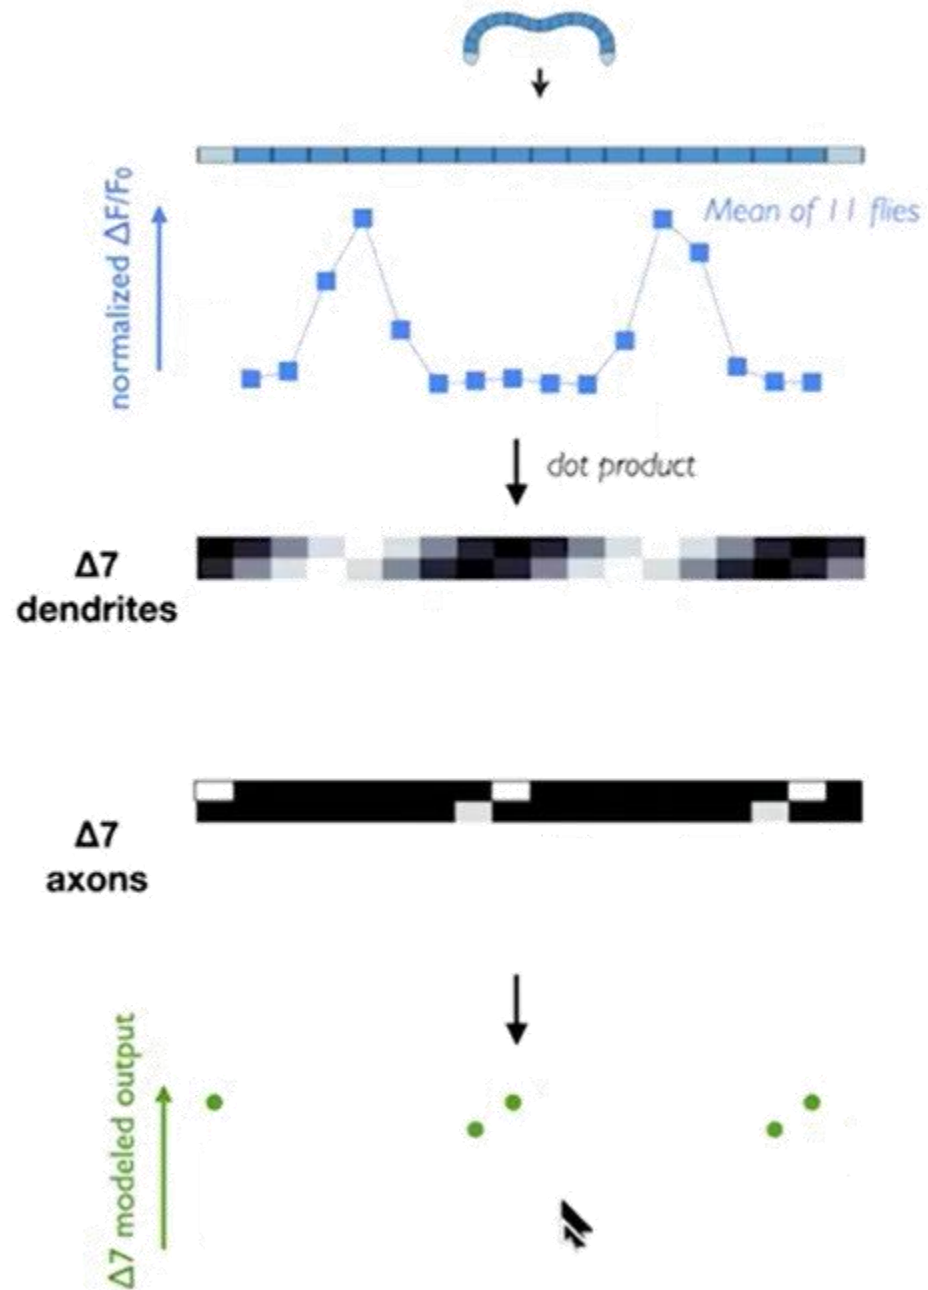 normalized ΔF/F₀
Mean of 11 flies
dot product
Δ7
dendrites
Δ7
axons
Δ7 modeled output